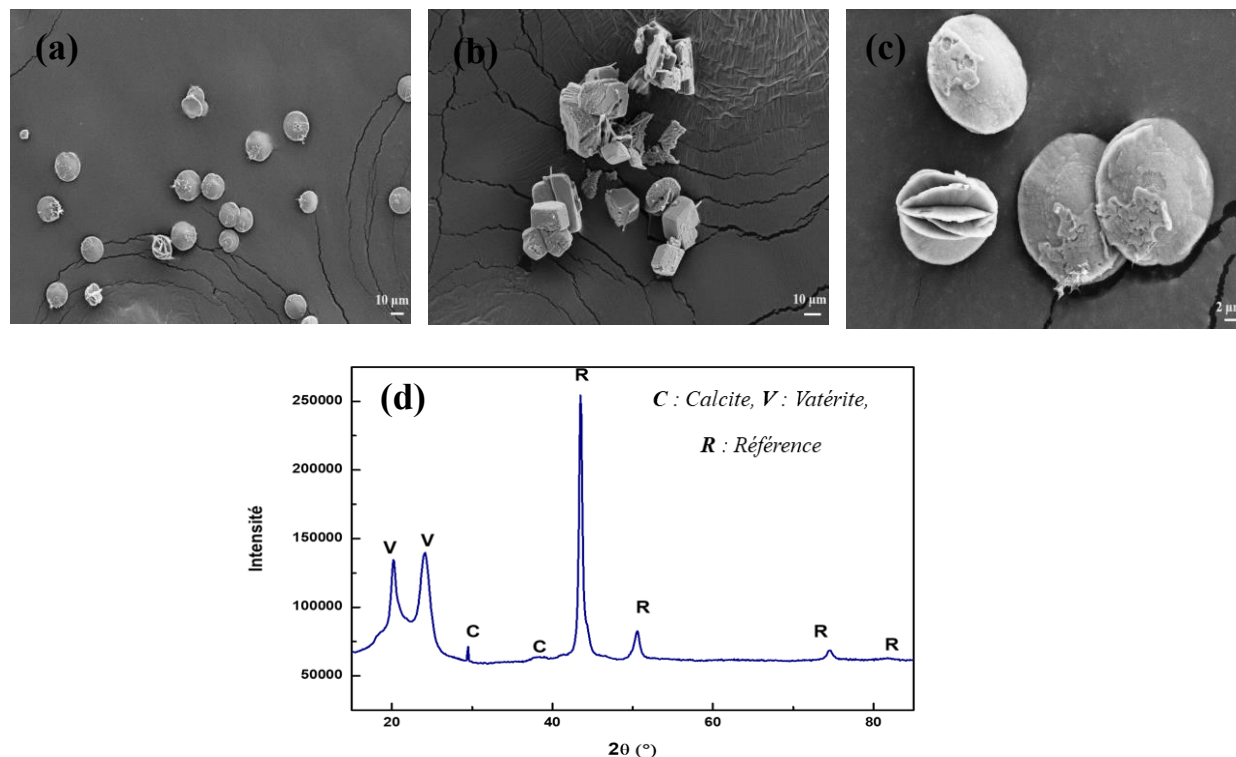 (a)
10 µm
(b)
10 µm
(c)
2 µm
(d)
C : Calcite, V : Vatérite,
R : Référence
R
V
V
C
C
R
R
R
250000
200000
150000
100000
50000
Intensité
20
40
60
80
2θ (°)